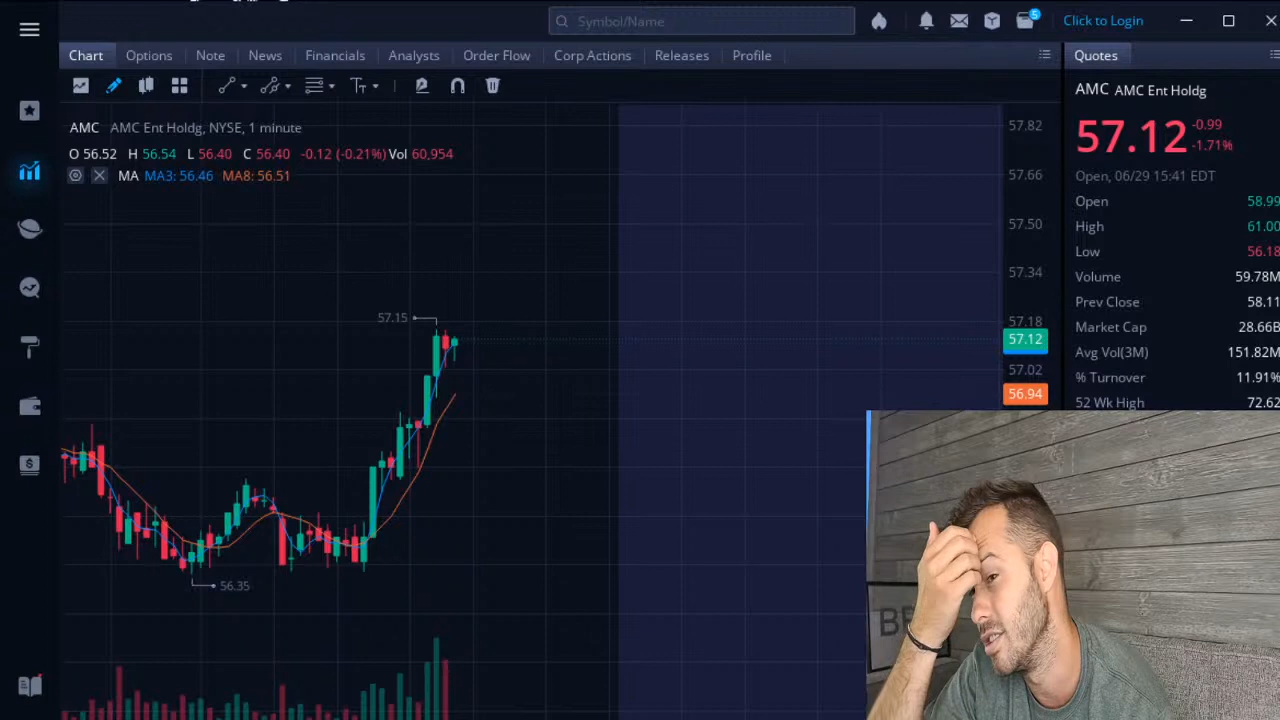 Symbol/Name
5
Click to Login
Chart Options Note News Financials Analysts Order Flow Corp Actions Releases Profile
Quotes
AMC AMC Ent Holdg, NYSE, 1 minute
O 56.52 H 56.54 L 56.40 C 56.40 -0.12 (-0.21%) Vol 60,954
MA MA3: 56.46 MA8: 56.51
57.15
56.35
57.82
57.66
57.50
57.34
57.18
57.12
57.02
56.94
AMC AMC Ent Holdg
57.12 -0.99
-1.71%
Open, 06/29 15:41 EDT
Open 58.99
High 61.00
Low 56.18
Volume 59.78M
Prev Close 58.11
Market Cap 28.66B
Avg Vol(3M) 151.82M
% Turnover 11.91%
52 Wk High 72.62